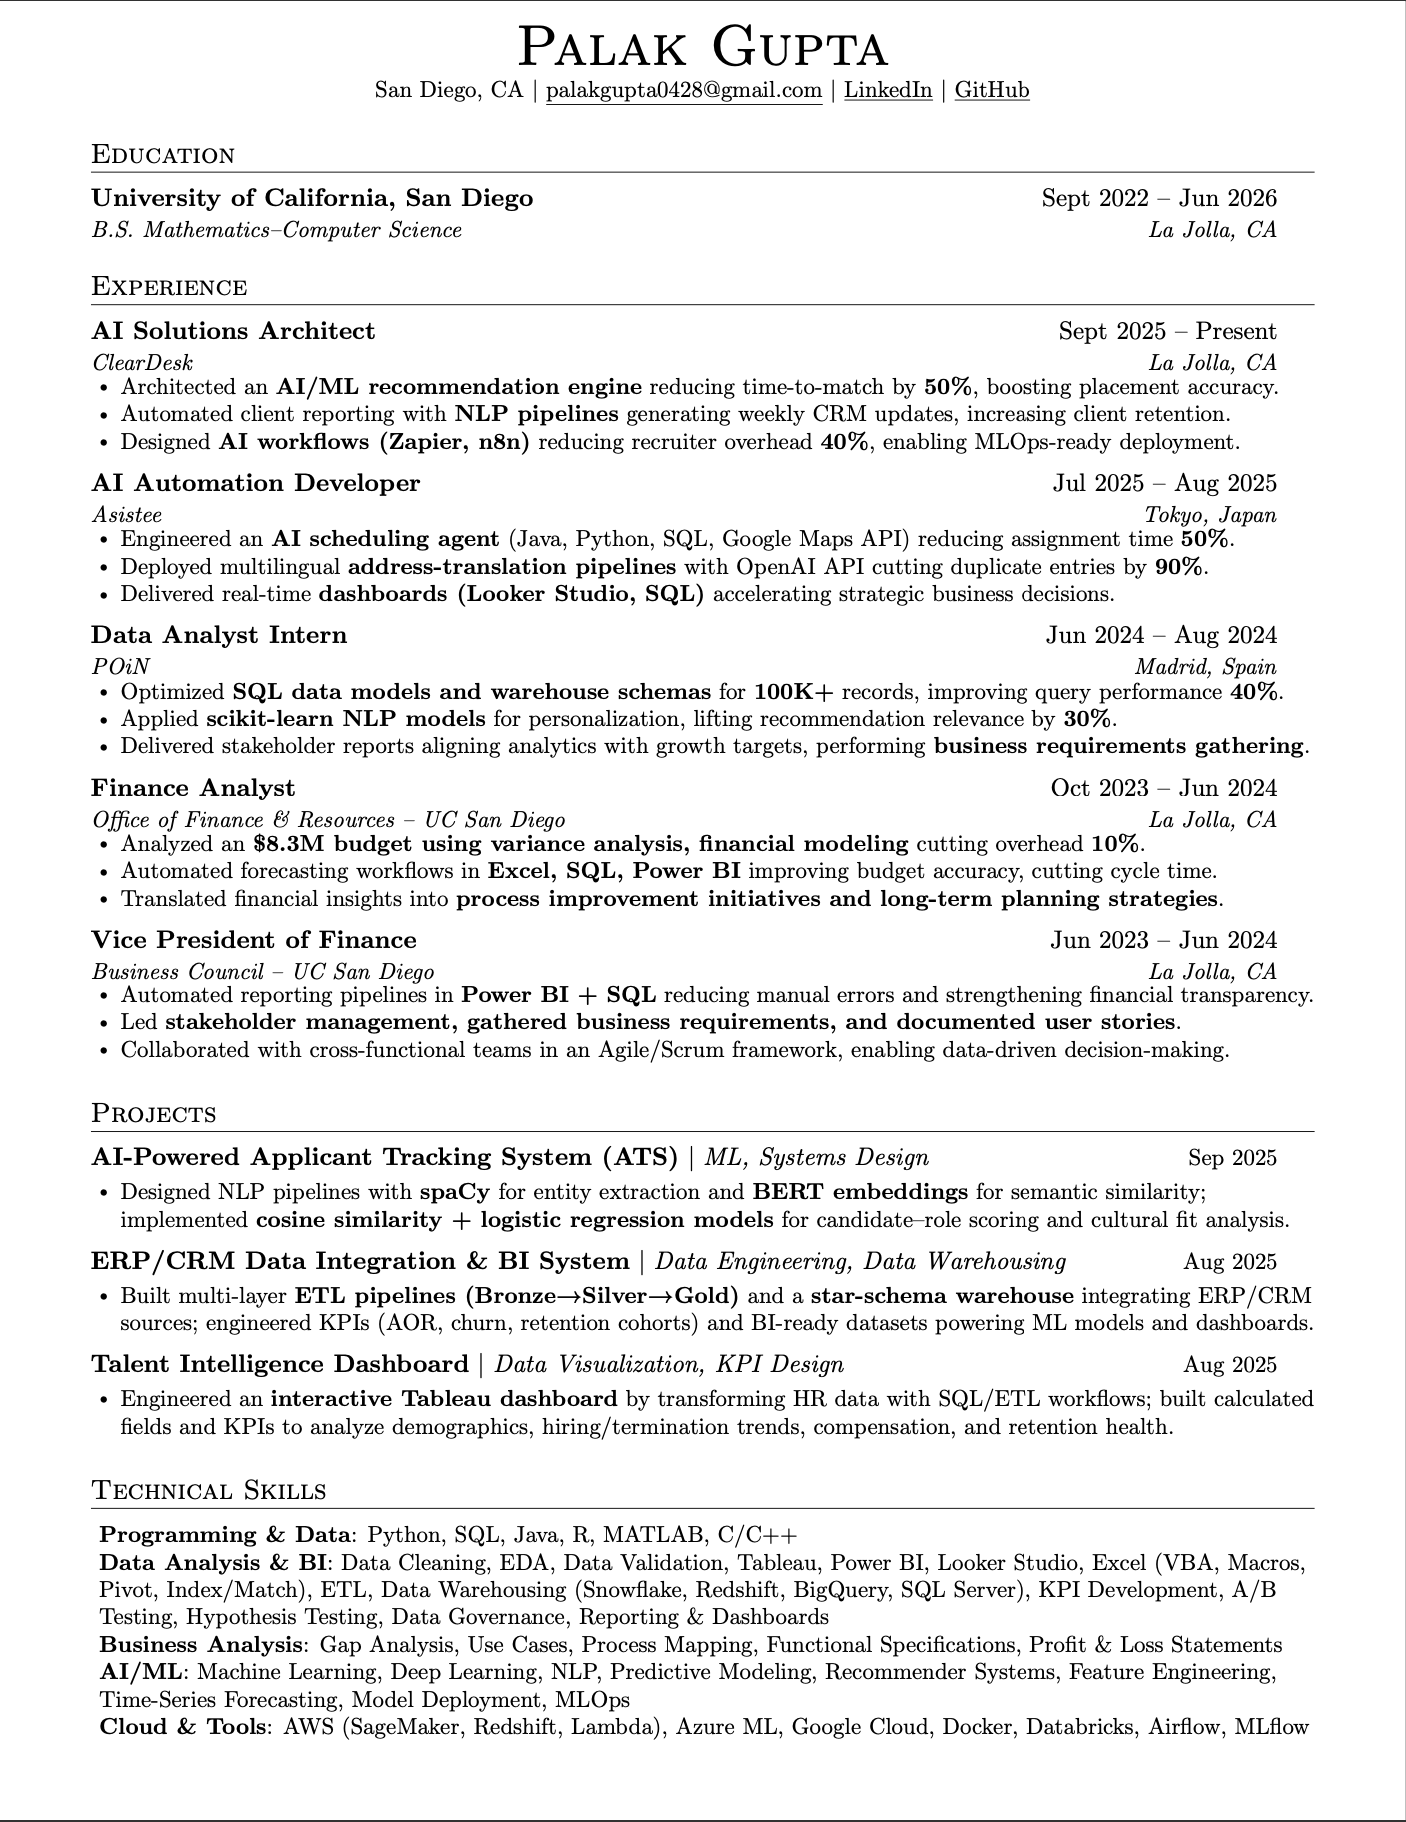 Palak Gupta
San Diego, CA | palakgupta0428@gmail.com | LinkedIn | GitHub
Education
University of California, San Diego Sept 2022 – Jun 2026
B.S. Mathematics–Computer Science La Jolla, CA
Experience
AI Solutions Architect Sept 2025 – Present
ClearDesk La Jolla, CA
• Architected an AI/ML recommendation engine reducing time-to-match by 50%, boosting placement accuracy.
• Automated client reporting with NLP pipelines generating weekly CRM updates, increasing client retention.
• Designed AI workflows (Zapier, n8n) reducing recruiter overhead 40%, enabling MLOps-ready deployment.
AI Automation Developer Jul 2025 – Aug 2025
Asistee Tokyo, Japan
• Engineered an AI scheduling agent (Java, Python, SQL, Google Maps API) reducing assignment time 50%.
• Deployed multilingual address-translation pipelines with OpenAI API cutting duplicate entries by 90%.
• Delivered real-time dashboards (Looker Studio, SQL) accelerating strategic business decisions.
Data Analyst Intern Jun 2024 – Aug 2024
POiN Madrid, Spain
• Optimized SQL data models and warehouse schemas for 100K+ records, improving query performance 40%.
• Applied scikit-learn NLP models for personalization, lifting recommendation relevance by 30%.
• Delivered stakeholder reports aligning analytics with growth targets, performing business requirements gathering.
Finance Analyst Oct 2023 – Jun 2024
Office of Finance & Resources – UC San Diego La Jolla, CA
• Analyzed an $8.3M budget using variance analysis, financial modeling cutting overhead 10%.
• Automated forecasting workflows in Excel, SQL, Power BI improving budget accuracy, cutting cycle time.
• Translated financial insights into process improvement initiatives and long-term planning strategies.
Vice President of Finance Jun 2023 – Jun 2024
Business Council – UC San Diego La Jolla, CA
• Automated reporting pipelines in Power BI + SQL reducing manual errors and strengthening financial transparency.
• Led stakeholder management, gathered business requirements, and documented user stories.
• Collaborated with cross-functional teams in an Agile/Scrum framework, enabling data-driven decision-making.
Projects
AI-Powered Applicant Tracking System (ATS) | ML, Systems Design Sep 2025
• Designed NLP pipelines with spaCy for entity extraction and BERT embeddings for semantic similarity;
implemented cosine similarity + logistic regression models for candidate–role scoring and cultural fit analysis.
ERP/CRM Data Integration & BI System | Data Engineering, Data Warehousing Aug 2025
• Built multi-layer ETL pipelines (Bronze→Silver→Gold) and a star-schema warehouse integrating ERP/CRM
sources; engineered KPIs (AOR, churn, retention cohorts) and BI-ready datasets powering ML models and dashboards.
Talent Intelligence Dashboard | Data Visualization, KPI Design Aug 2025
• Engineered an interactive Tableau dashboard by transforming HR data with SQL/ETL workflows; built calculated
fields and KPIs to analyze demographics, hiring/termination trends, compensation, and retention health.
Technical Skills
Programming & Data: Python, SQL, Java, R, MATLAB, C/C++
Data Analysis & BI: Data Cleaning, EDA, Data Validation, Tableau, Power BI, Looker Studio, Excel (VBA, Macros,
Pivot, Index/Match), ETL, Data Warehousing (Snowflake, Redshift, BigQuery, SQL Server), KPI Development, A/B
Testing, Hypothesis Testing, Data Governance, Reporting & Dashboards
Business Analysis: Gap Analysis, Use Cases, Process Mapping, Functional Specifications, Profit & Loss Statements
AI/ML: Machine Learning, Deep Learning, NLP, Predictive Modeling, Recommender Systems, Feature Engineering,
Time-Series Forecasting, Model Deployment, MLOps
Cloud & Tools: AWS (SageMaker, Redshift, Lambda), Azure ML, Google Cloud, Docker, Databricks, Airflow, MLflow